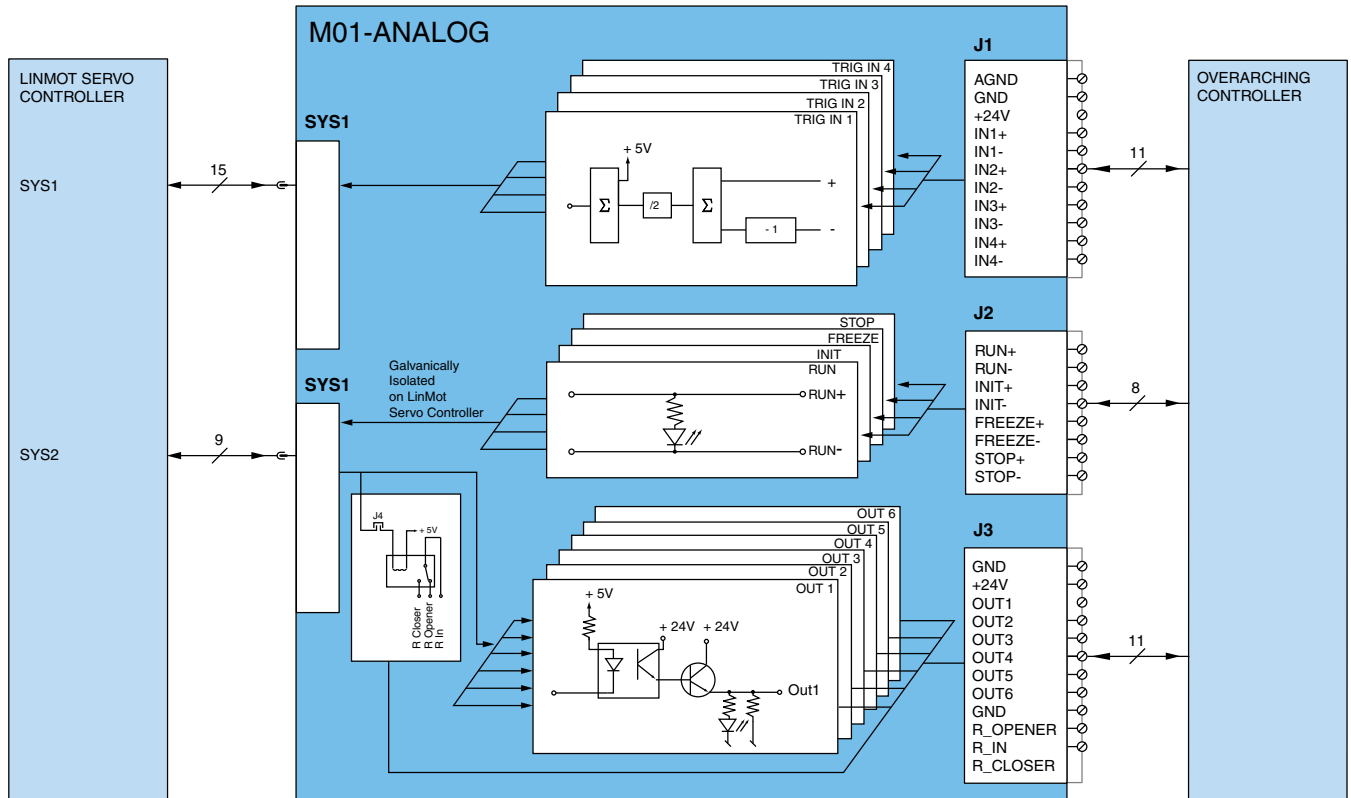 M01-ANALOG
LINMOT SERVO
CONTROLLER
SYS1
SYS2
15
9
SYS1
SYS1
TRIG IN 4
TRIG IN 3
TRIG IN 2
TRIG IN 1
+ 5V
Σ
/2
Σ
+
- 1
-
Galvanically
Isolated
on LinMot
Servo Controller
STOP
FREEZE
INIT
RUN
RUN+
RUN-
J4
+ 5V
R Closer
R Opener
R In
OUT 6
OUT 5
OUT 4
OUT 3
OUT 2
OUT 1
+ 5V
+ 24V
+ 24V
Out1
J1
AGND
GND
+24V
IN1+
IN1-
IN2+
IN2-
IN3+
IN3-
IN4+
IN4-
11
J2
RUN+
RUN-
INIT+
INIT-
FREEZE+
FREEZE-
STOP+
STOP-
8
J3
GND
+24V
OUT1
OUT2
OUT3
OUT4
OUT5
OUT6
GND
R_OPENER
R_IN
R_CLOSER
11
OVERARCHING
CONTROLLER